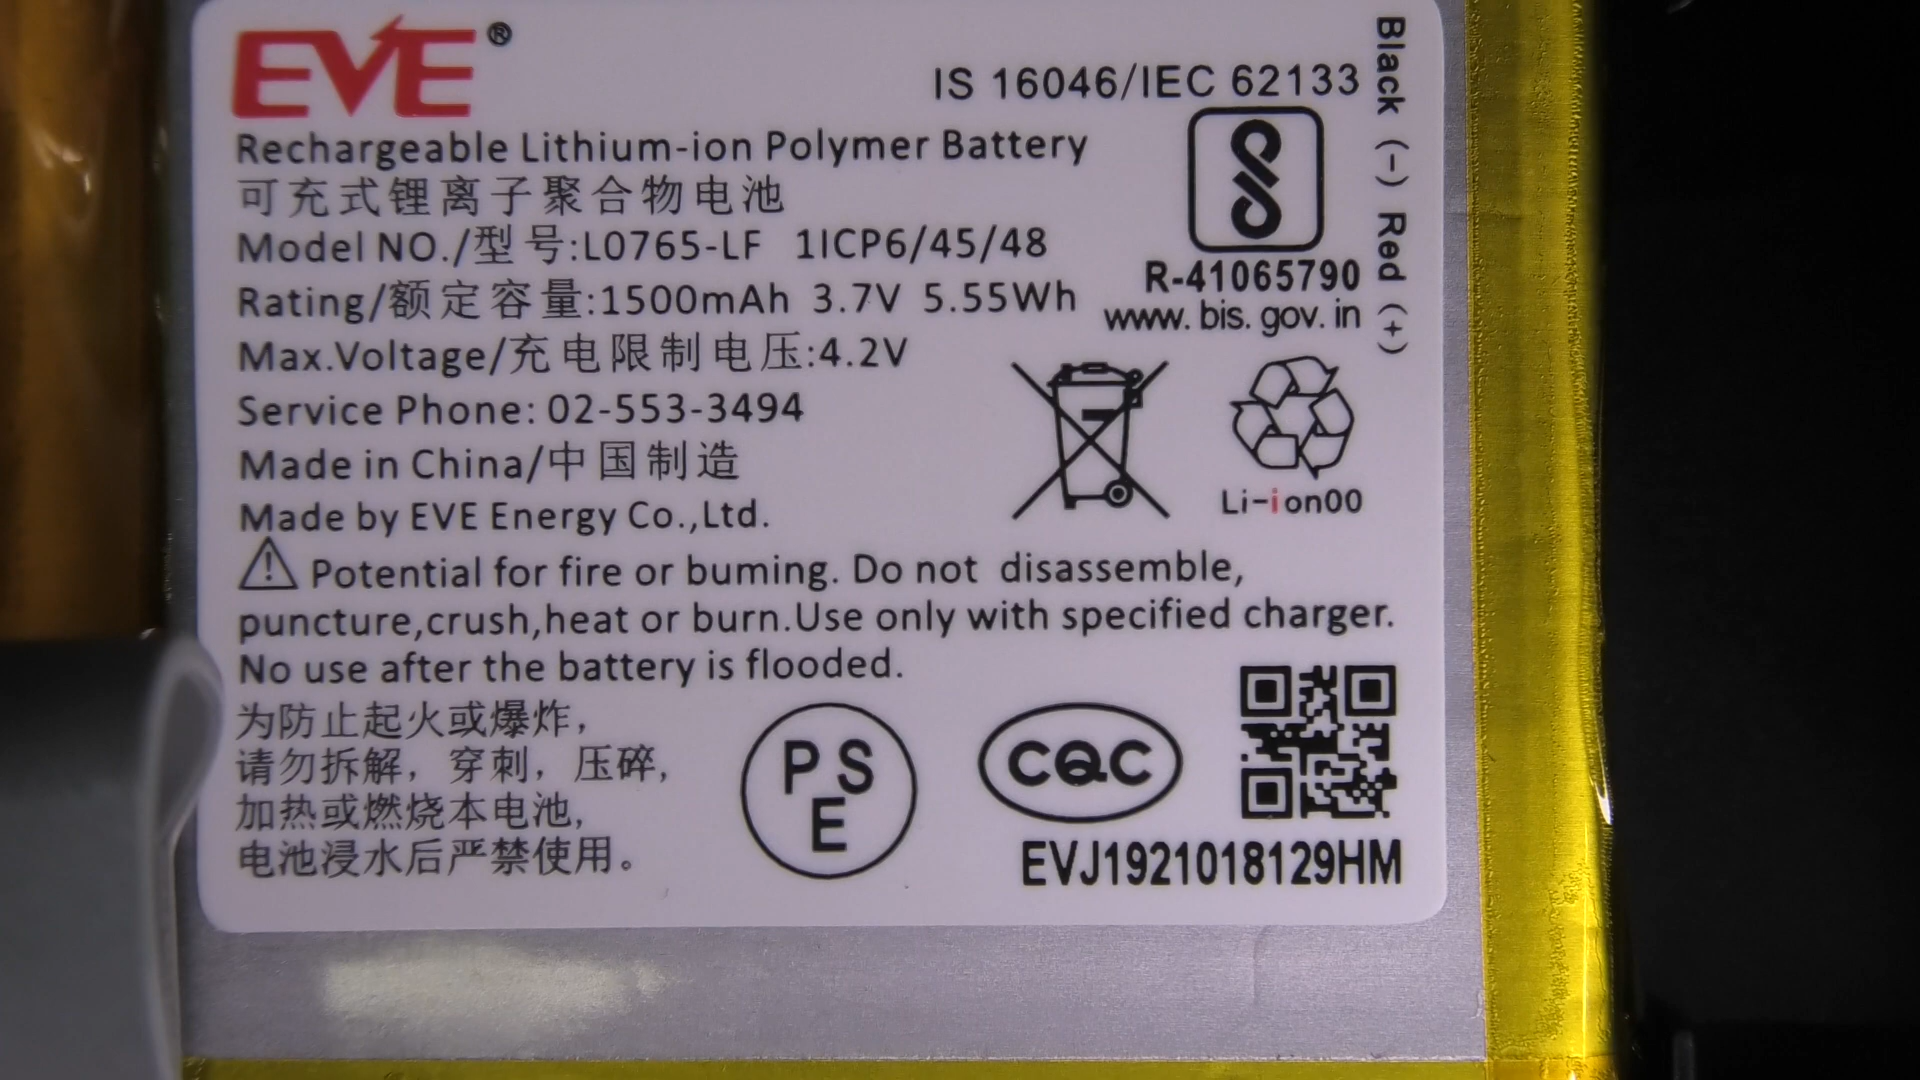 EVE®
IS 16046/IEC 62133
Rechargeable Lithium-ion Polymer Battery
可充式锂离子聚合物电池
Model NO./型号:L0765-LF 1ICP6/45/48
R-41065790
Rating/额定容量:1500mAh 3.7V 5.55Wh
www.bis.gov.in
Black (-) Red (+)
Max.Voltage/充电限制电压:4.2V
Service Phone: 02-553-3494
Made in China/中国制造
Li-ion00
Made by EVE Energy Co.,Ltd.
Potential for fire or buming. Do not disassemble,
puncture,crush,heat or burn.Use only with specified charger.
No use after the battery is flooded.
为防止起火或爆炸,
请勿拆解, 穿刺, 压碎,
加热或燃烧本电池,
电池浸水后严禁使用。
PS
E
CQC
EVJ1921018129HM